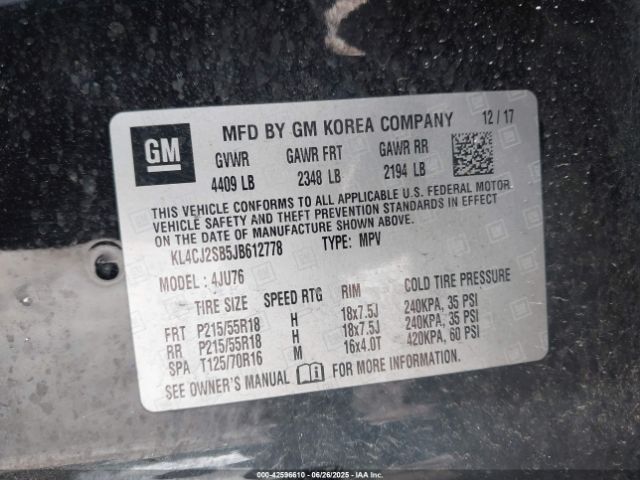 GM
MFD BY GM KOREA COMPANY 12/17
GVWR GAWR FRT GAWR RR
4409 LB 2348 LB 2194 LB
THIS VEHICLE CONFORMS TO ALL APPLICABLE U.S. FEDERAL MOTOR
VEHICLE SAFETY AND THEFT PREVENTION STANDARDS IN EFFECT
ON THE DATE OF MANUFACTURE SHOWN ABOVE.
KL4CJ2SB5JB612778 TYPE: MPV
MODEL: 4JU76
TIRE SIZE SPEED RTG RIM COLD TIRE PRESSURE
FRT P215/55R18 H 18x7.5J 240KPA, 35 PSI
RR P215/55R18 H 18x7.5J 240KPA, 35 PSI
SPA T125/70R16 M 16x4.0T 420KPA, 60 PSI
SEE OWNER'S MANUAL FOR MORE INFORMATION.
000-42596610 - 06/26/2025 - IAAI, INC.